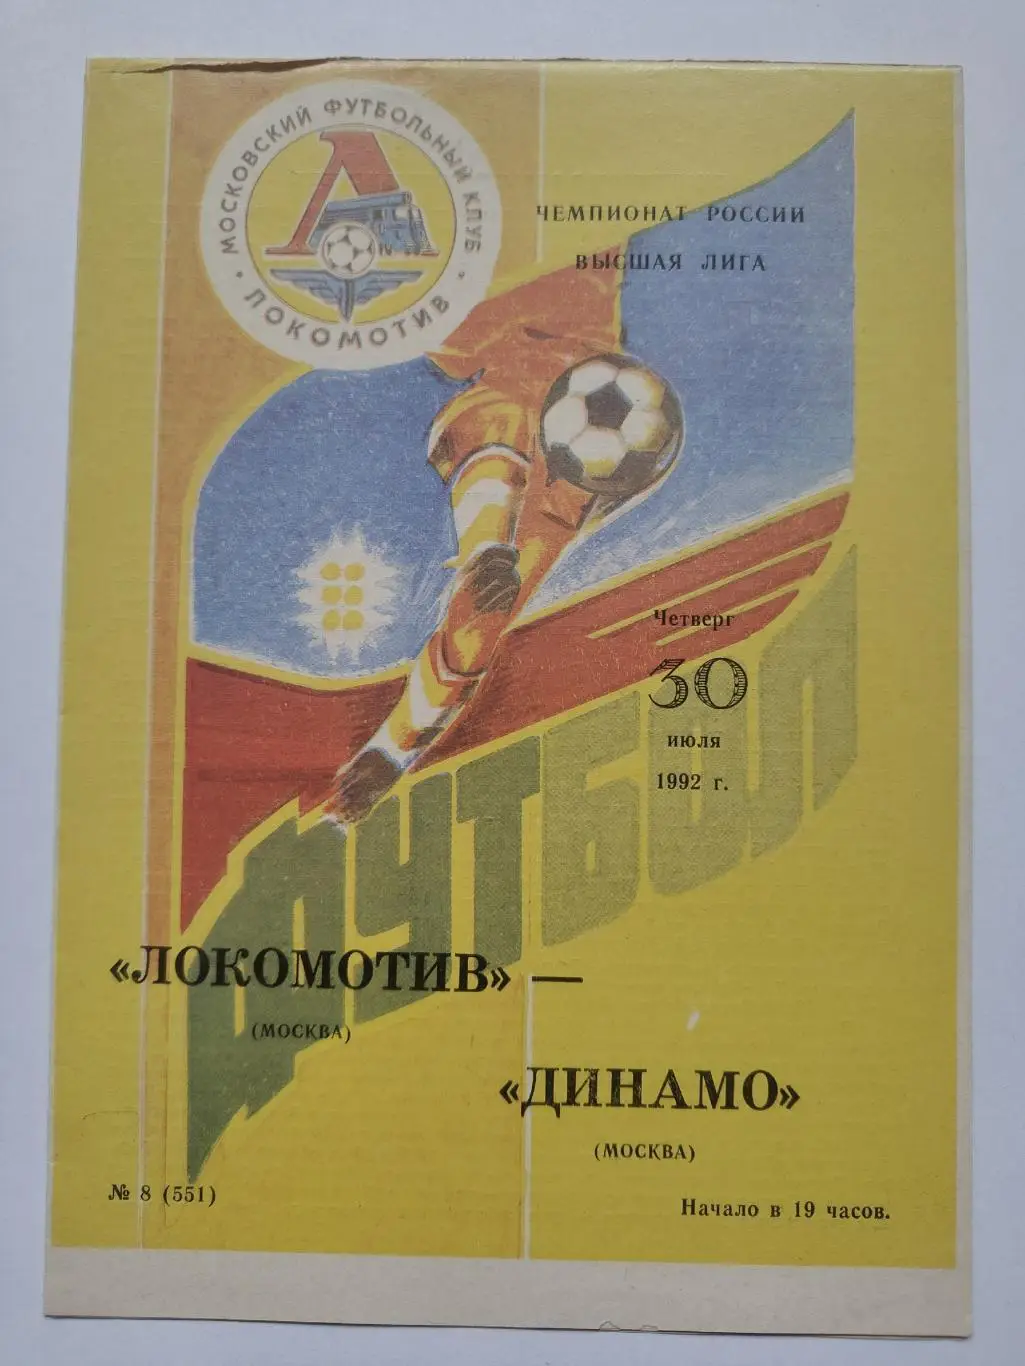 МОСКОВСКИЙ ФУТБОЛЬНЫЙ КЛУБ
• ЛОКОМОТИВ •
Л
ЧЕМПИОНАТ РОССИИ
ВЫСШАЯ ЛИГА
Четверг
30
июля
1992 г.
ФУТБОЛ
«ЛОКОМОТИВ» —
(МОСКВА)
«ДИНАМО»
(МОСКВА)
№ 8 (551)
Начало в 19 часов.